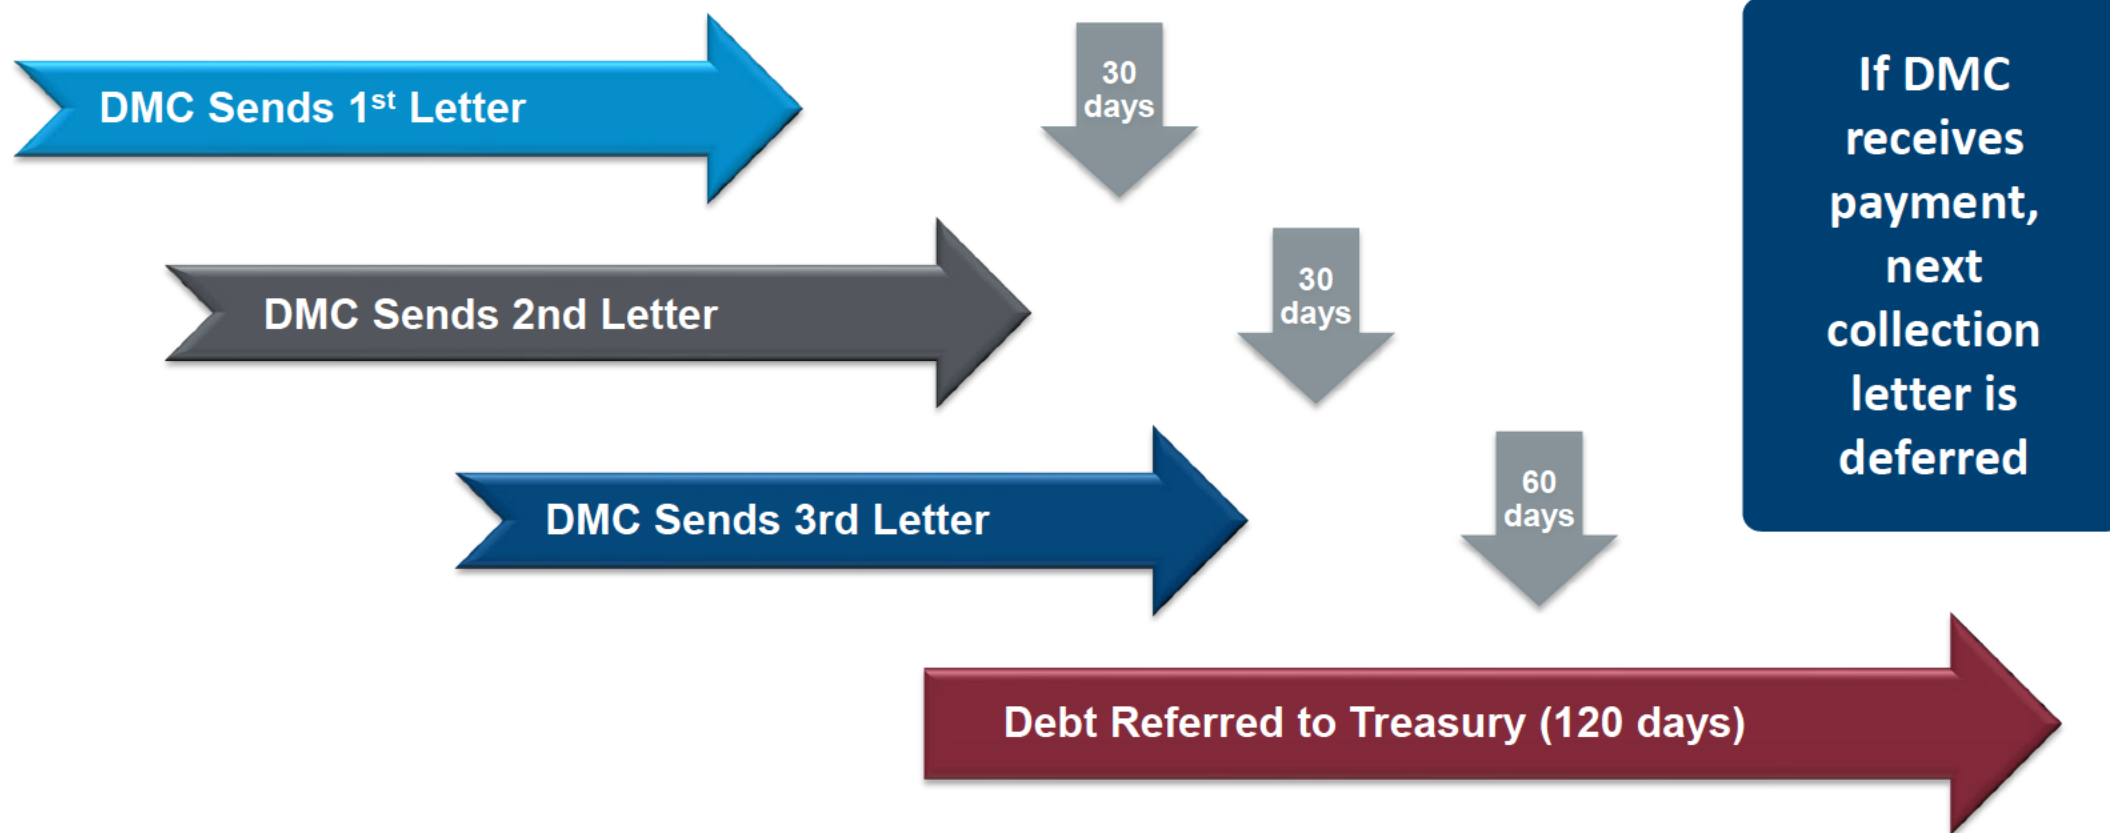 DMC Sends 1st Letter
30
days
DMC Sends 2nd Letter
30
days
DMC Sends 3rd Letter
60
days
Debt Referred to Treasury (120 days)
If DMC
receives
payment,
next
collection
letter is
deferred